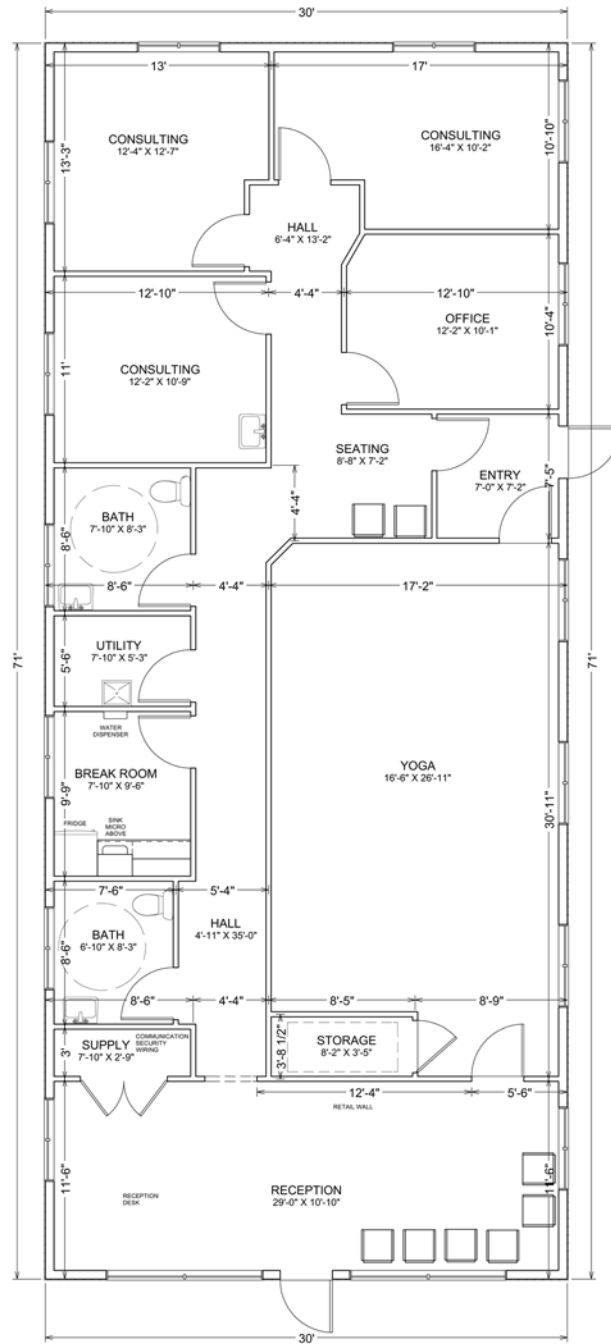 30'
13'
17'
CONSULTING
12'-4" X 12'-7"
CONSULTING
16'-4" X 10'-2"
13'-3"
10'-10"
HALL
6'-4" X 13'-2"
12'-10"
4'-4"
12'-10"
OFFICE
12'-2" X 10'-1"
10'-4"
11'
CONSULTING
12'-2" X 10'-9"
SEATING
8'-8" X 7'-2"
ENTRY
7'-0" X 7'-2"
7'-5"
4'-4"
BATH
7'-10" X 8'-3"
8'-6"
8'-6"
4'-4"
17'-2"
UTILITY
7'-10" X 5'-3"
5'-6"
71'
71'
WATER
DISPENSER
BREAK ROOM
7'-10" X 9'-6"
9'-9"
YOGA
16'-6" X 26'-11"
30'-11"
FRIDGE
SINK
MICRO
ABOVE
7'-6"
5'-4"
BATH
6'-10" X 8'-3"
8'-6"
HALL
4'-11" X 35'-0"
8'-6"
4'-4"
8'-5"
8'-9"
SUPPLY
7'-10" X 2'-9"
COMMUNICATION
SECURITY
WIRING
3'
3'-8 1/2"
STORAGE
8'-2" X 3'-5"
12'-4"
5'-6"
RETAIL WALL
11'-6"
RECEPTION
DESK
RECEPTION
29'-0" X 10'-10"
11'-6"
30'